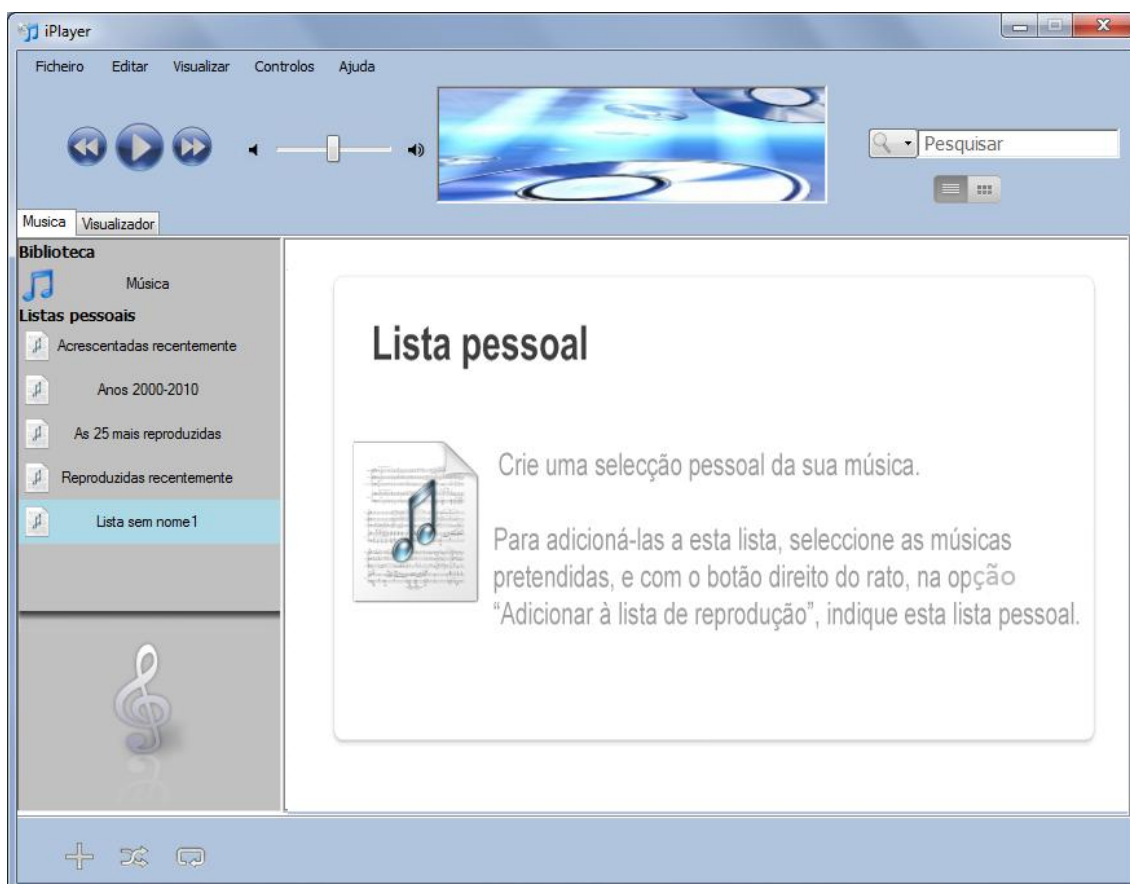 iPlayer
Ficheiro Editar Visualizar Controlos Ajuda
Pesquisar
Musica Visualizador
Biblioteca
Música
Listas pessoais
Acrescentadas recentemente
Anos 2000-2010
As 25 mais reproduzidas
Reproduzidas recentemente
Lista sem nome1
Lista pessoal
Crie uma selecção pessoal da sua música.
Para adicioná-las a esta lista, seleccione as músicas
pretendidas, e com o botão direito do rato, na opção
“Adicionar à lista de reprodução”, indique esta lista pessoal.